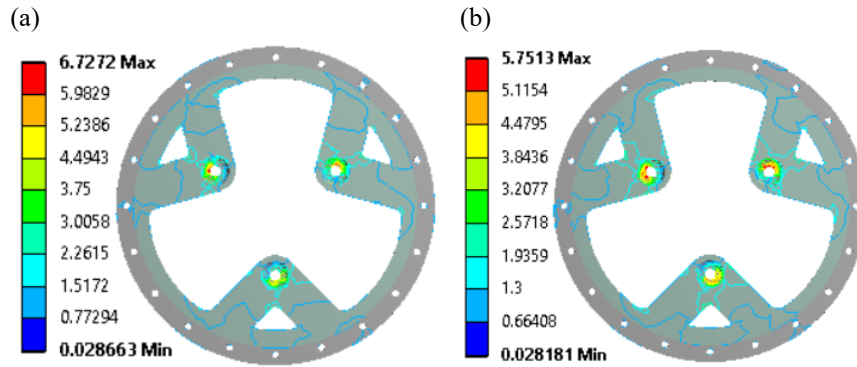 (a)
6.7272 Max
5.9829
5.2386
4.4943
3.75
3.0058
2.2615
1.5172
0.77294
0.028663 Min
(b)
5.7513 Max
5.1154
4.4795
3.8436
3.2077
2.5718
1.9359
1.3
0.66408
0.028181 Min